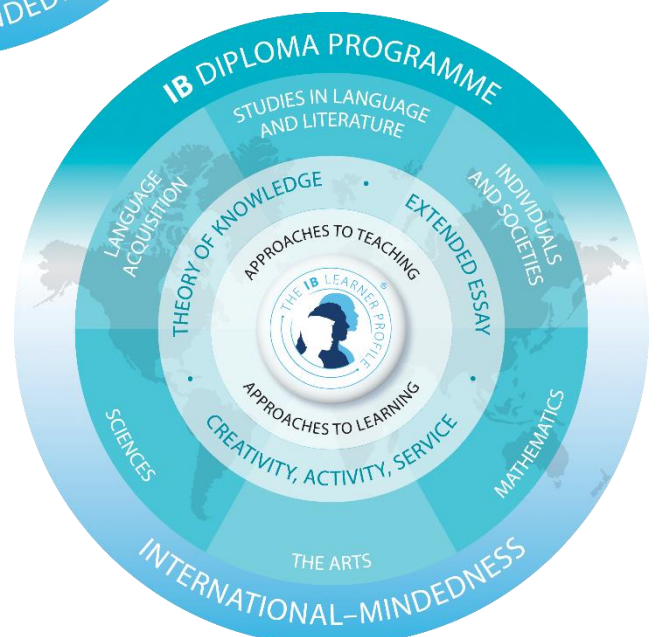 NDEDN
IB DIPLOMA PROGRAMME
STUDIES IN LANGUAGE
AND LITERATURE
LANGUAGE
ACQUISITION
INDIVIDUALS
AND SOCIETIES
THEORY OF KNOWLEDGE
•
EXTENDED ESSAY
APPROACHES TO TEACHING
THE IB LEARNER PROFILE
®
APPROACHES TO LEARNING
•
CREATIVITY, ACTIVITY, SERVICE
•
SCIENCES
MATHEMATICS
THE ARTS
INTERNATIONAL–MINDEDNESS